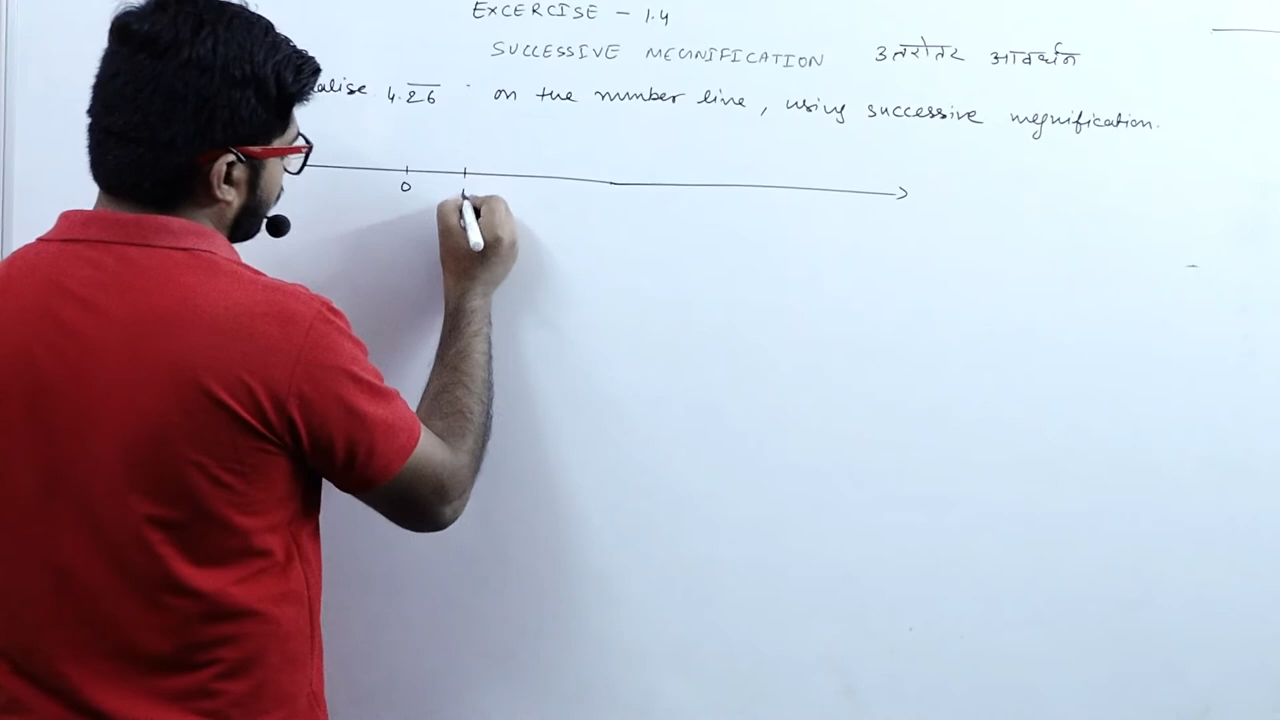 EXCERCISE - 1.4
SUCCESSIVE MEGNIFICATION उत्तरोतर आवर्धन
alise 4.2̅6̅ on the number line, using successive megnification.
0